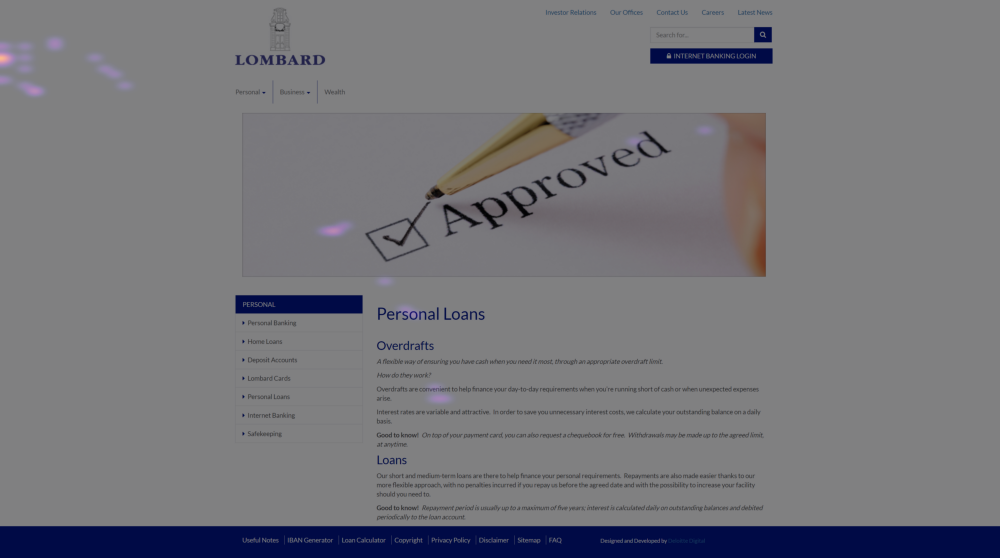 Investor Relations Our Offices Contact Us Careers Latest News
Search for...
INTERNET BANKING LOGIN
LOMBARD
Personal Business Wealth
Approved
PERSONAL
Personal Banking
Home Loans
Deposit Accounts
Lombard Cards
Personal Loans
Internet Banking
Safekeeping
Personal Loans
Overdrafts
A flexible way of ensuring you have cash when you need it most, through an appropriate overdraft limit.
How do they work?
Overdrafts are convenient to help finance your day-to-day requirements when you're running short of cash or when unexpected expenses
arise.
Interest rates are variable and attractive. In order to save you unnecessary interest costs, we calculate your outstanding balance on a daily
basis.
Good to know! On top of your payment card, you can also request a chequebook for free. Withdrawals may be made up to the agreed limit,
at anytime.
Loans
Our short and medium-term loans are there to help finance your personal requirements. Repayments are also made easier thanks to our
more flexible approach, with no penalties incurred if you repay us before the agreed date and with the possibility to increase your facility
should you need to.
Good to know! Repayment period is usually up to a maximum of five years; interest is calculated daily on outstanding balances and debited
periodically to the loan account.
Useful Notes IBAN Generator Loan Calculator Copyright Privacy Policy Disclaimer Sitemap FAQ Designed and Developed by